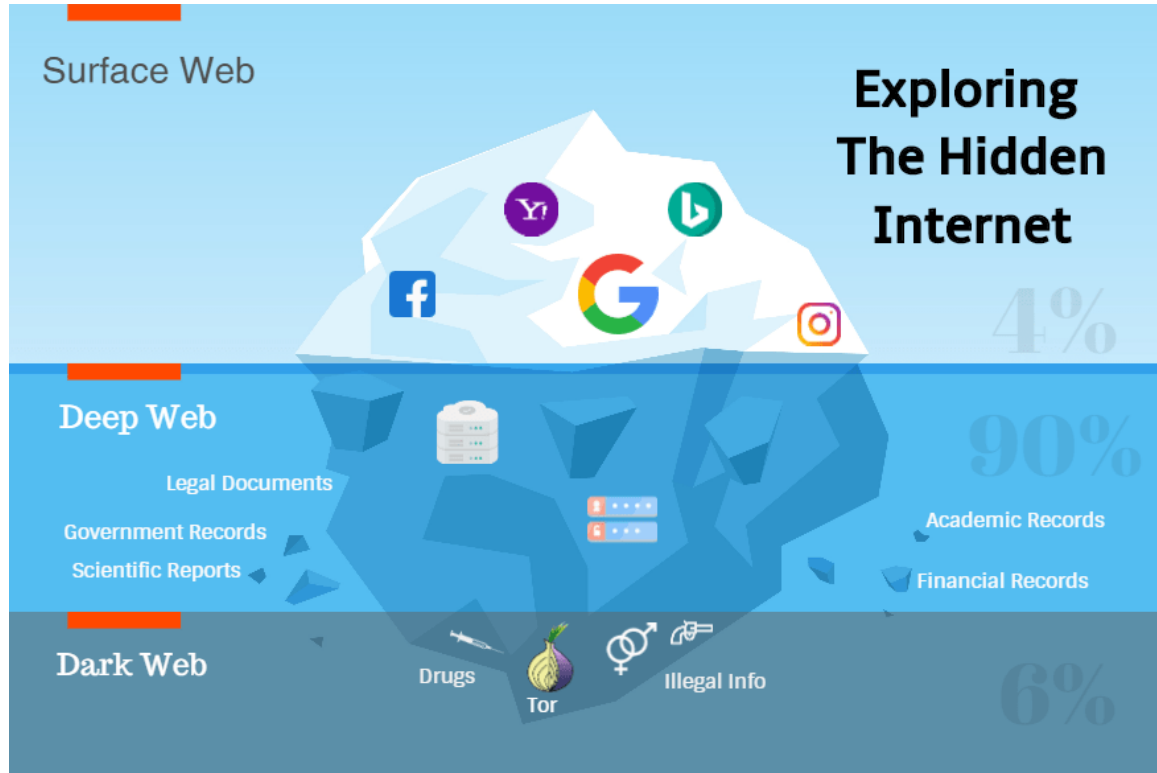 Surface Web
Exploring
The Hidden
Internet
Y!
4%
Deep Web
90%
Legal Documents
Government Records
Academic Records
Scientific Reports
Financial Records
Dark Web
Drugs
Tor
Illegal Info
6%